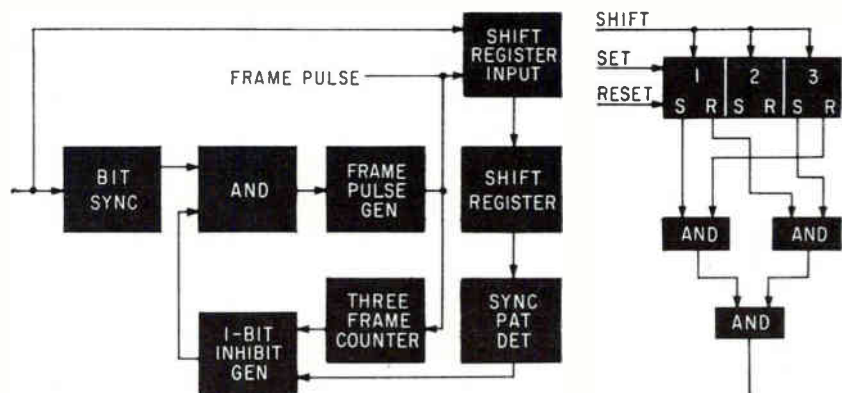 SHIFT
REGISTER
INPUT
FRAME PULSE
BIT
SYNC
AND
FRAME
PULSE
GEN
SHIFT
REGISTER
THREE
FRAME
COUNTER
1-BIT
INHIBIT
GEN
SYNC
PAT
DET
SHIFT
SET
RESET
1 2 3
S R S R S R
AND AND
AND